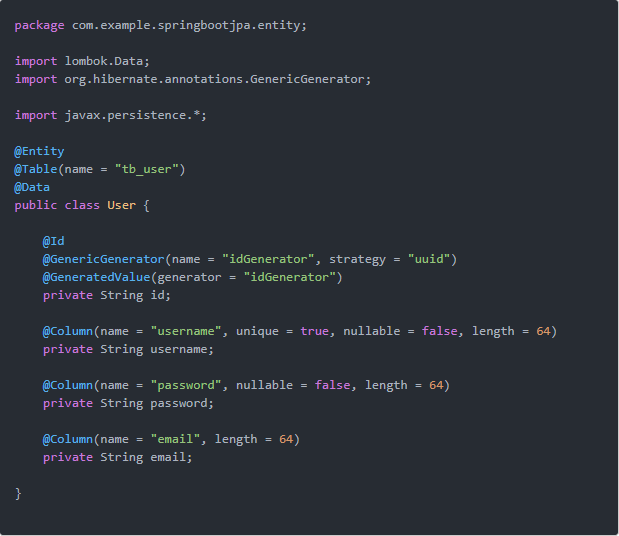 package com.example.springbootjpa.entity;
import lombok.Data;
import org.hibernate.annotations.GenericGenerator;
import javax.persistence.*;
@Entity
@Table(name = "tb_user")
@Data
public class User {
@Id
@GenericGenerator(name = "idGenerator", strategy = "uuid")
@GeneratedValue(generator = "idGenerator")
private String id;
@Column(name = "username", unique = true, nullable = false, length = 64)
private String username;
@Column(name = "password", nullable = false, length = 64)
private String password;
@Column(name = "email", length = 64)
private String email;
}